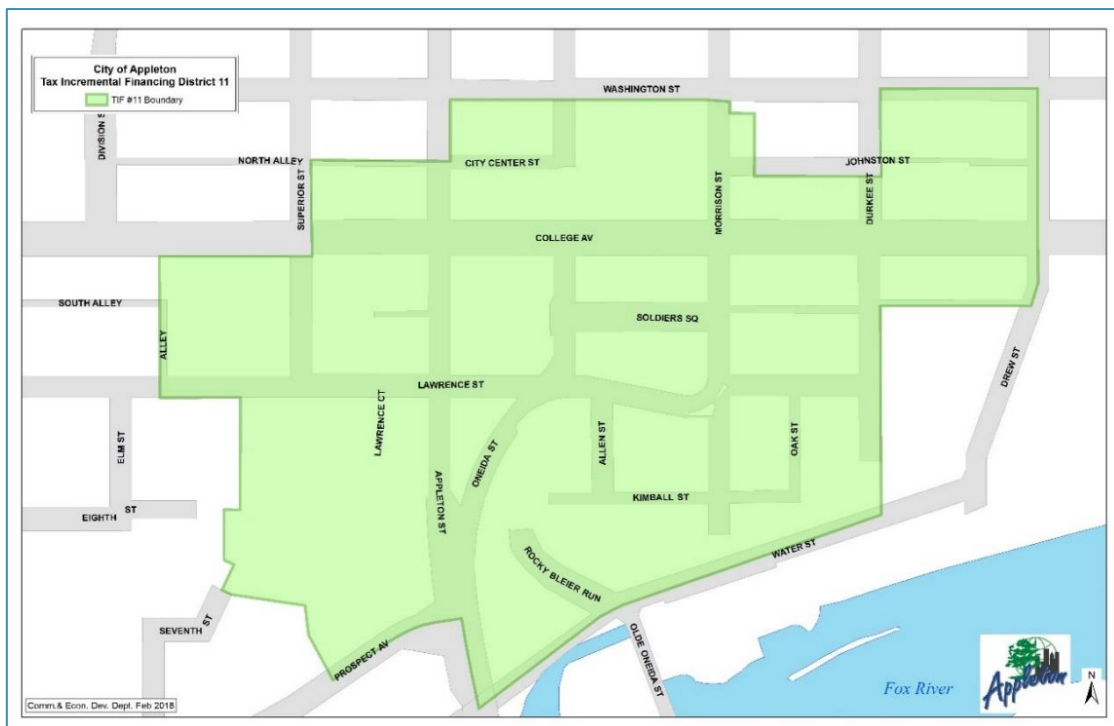 City of Appleton
Tax Incremental Financing District 11
TIF #11 Boundary
WASHINGTON ST
DIVISION S
NORTH ALLEY
CITY CENTER ST
JOHNSTON ST
SUPERIOR ST
MORRISON ST
DURKEE ST
COLLEGE AV
SOUTH ALLEY
ALLEY
SOLDIERS SQ
DREW ST
LAWRENCE ST
LAWRENCE CT
ELM ST
ONEIDA ST
ALLEN ST
OAK ST
APPLETON ST
KIMBALL ST
EIGHTH ST
WATER ST
ROCKY BLEIER RUN
SEVENTH ST
PROSPECT AV
OLDE ONEIDA ST
Fox River
Appleton
N
Comm.& Econ. Dev. Dept. Feb 2018